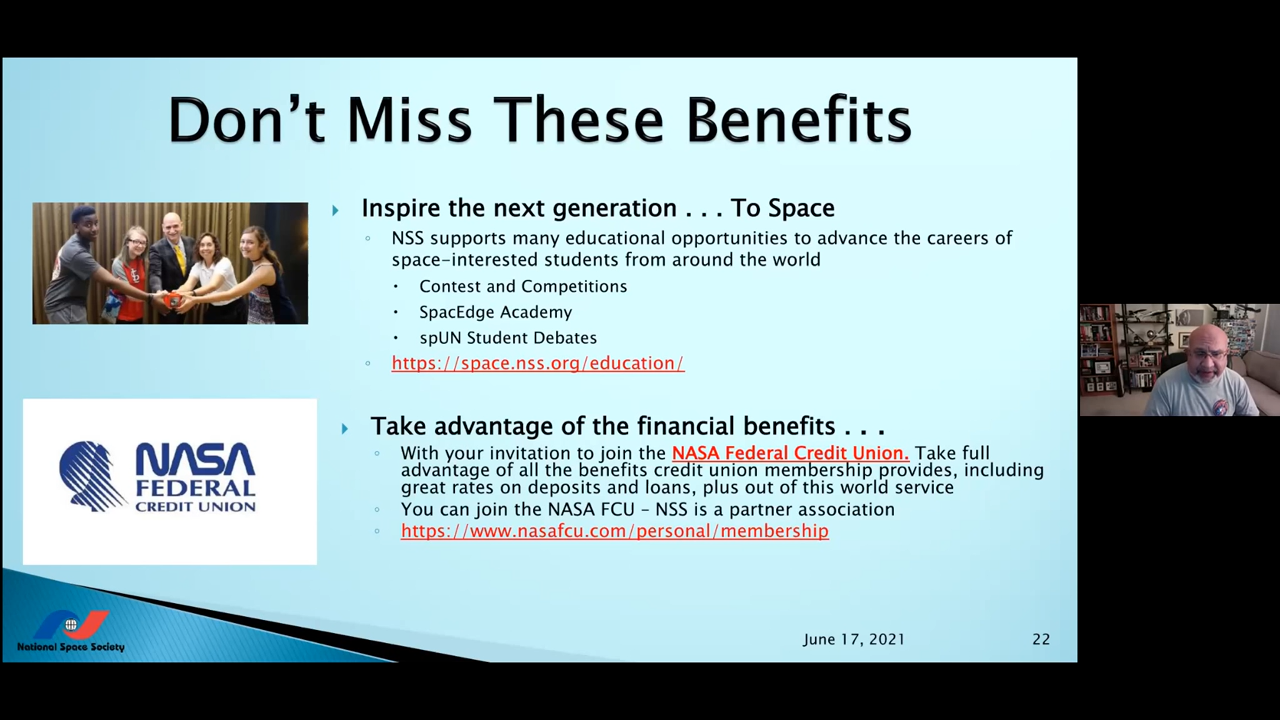 Don't Miss These Benefits
Inspire the next generation . . . To Space
NSS supports many educational opportunities to advance the careers of
space-interested students from around the world
Contest and Competitions
SpacEdge Academy
spUN Student Debates
https://space.nss.org/education/
Take advantage of the financial benefits . . .
With your invitation to join the NASA Federal Credit Union. Take full
advantage of all the benefits credit union membership provides, including
great rates on deposits and loans, plus out of this world service
You can join the NASA FCU – NSS is a partner association
https://www.nasafcu.com/personal/membership
NASA
FEDERAL
CREDIT UNION
National Space Society
June 17, 2021
22